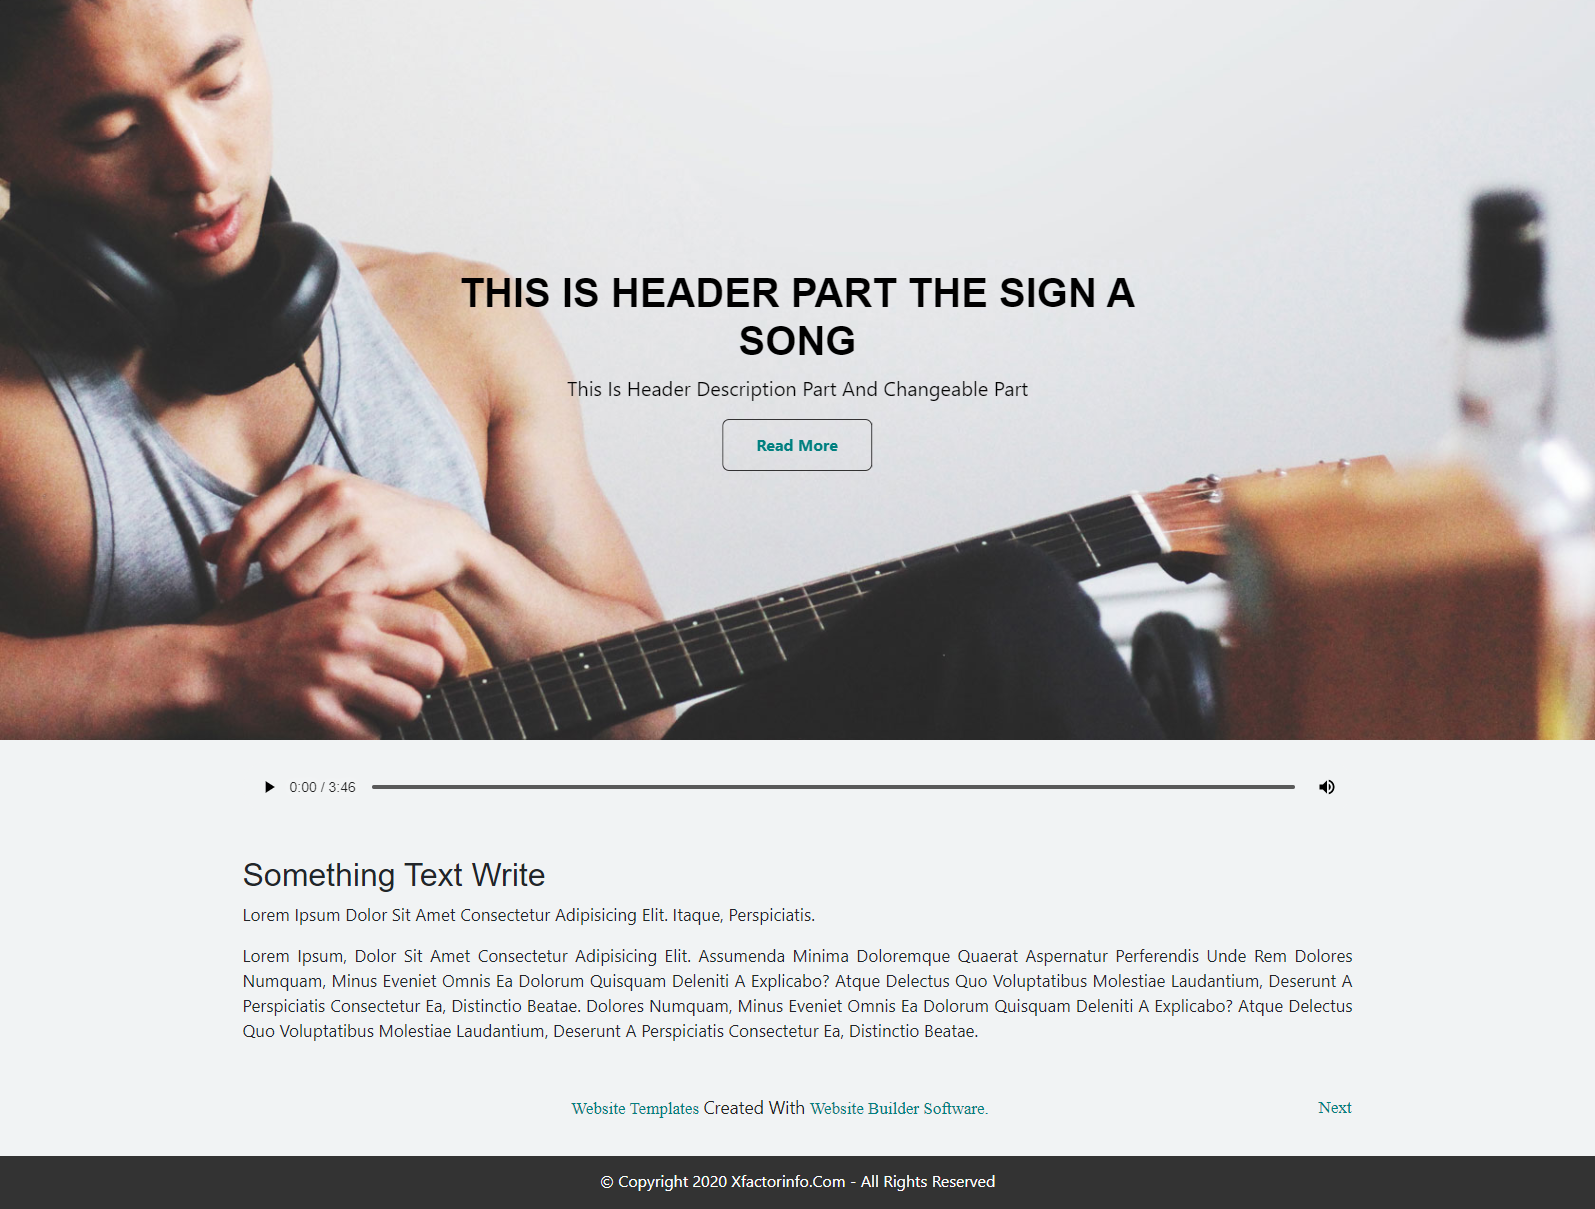 THIS IS HEADER PART THE SIGN A
SONG
This Is Header Description Part And Changeable Part
Read More
0:00 / 3:46
Something Text Write
Lorem Ipsum Dolor Sit Amet Consectetur Adipisicing Elit. Itaque, Perspiciatis.
Lorem Ipsum, Dolor Sit Amet Consectetur Adipisicing Elit. Assumenda Minima Doloremque Quaerat Aspernatur Perferendis Unde Rem Dolores
Numquam, Minus Eveniet Omnis Ea Dolorum Quisquam Deleniti A Explicabo? Atque Delectus Quo Voluptatibus Molestiae Laudantium, Deserunt A
Perspiciatis Consectetur Ea, Distinctio Beatae. Dolores Numquam, Minus Eveniet Omnis Ea Dolorum Quisquam Deleniti A Explicabo? Atque Delectus
Quo Voluptatibus Molestiae Laudantium, Deserunt A Perspiciatis Consectetur Ea, Distinctio Beatae.
Website Templates Created With Website Builder Software.
Next
© Copyright 2020 Xfactorinfo.Com - All Rights Reserved